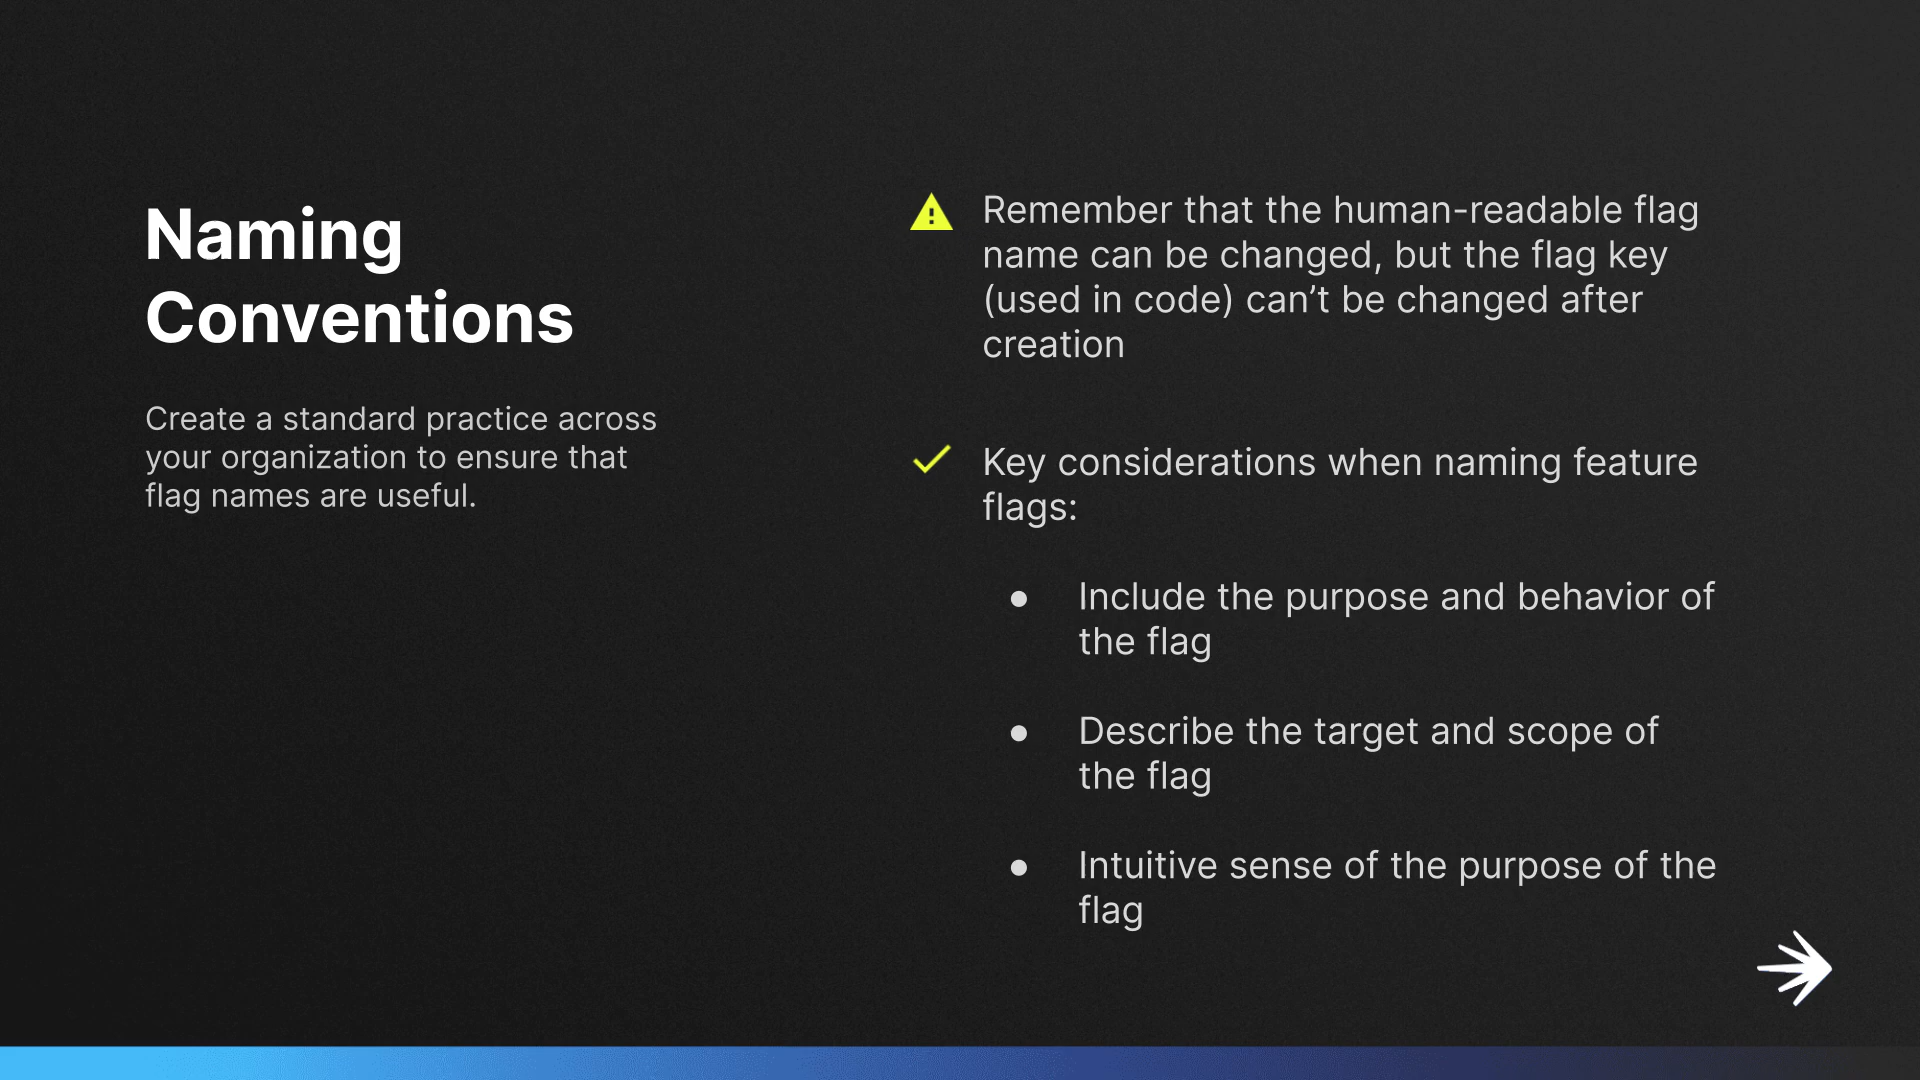 Naming
Conventions
Create a standard practice across
your organization to ensure that
flag names are useful.
Remember that the human-readable flag
name can be changed, but the flag key
(used in code) can’t be changed after
creation
Key considerations when naming feature
flags:
● Include the purpose and behavior of
the flag
● Describe the target and scope of
the flag
● Intuitive sense of the purpose of the
flag